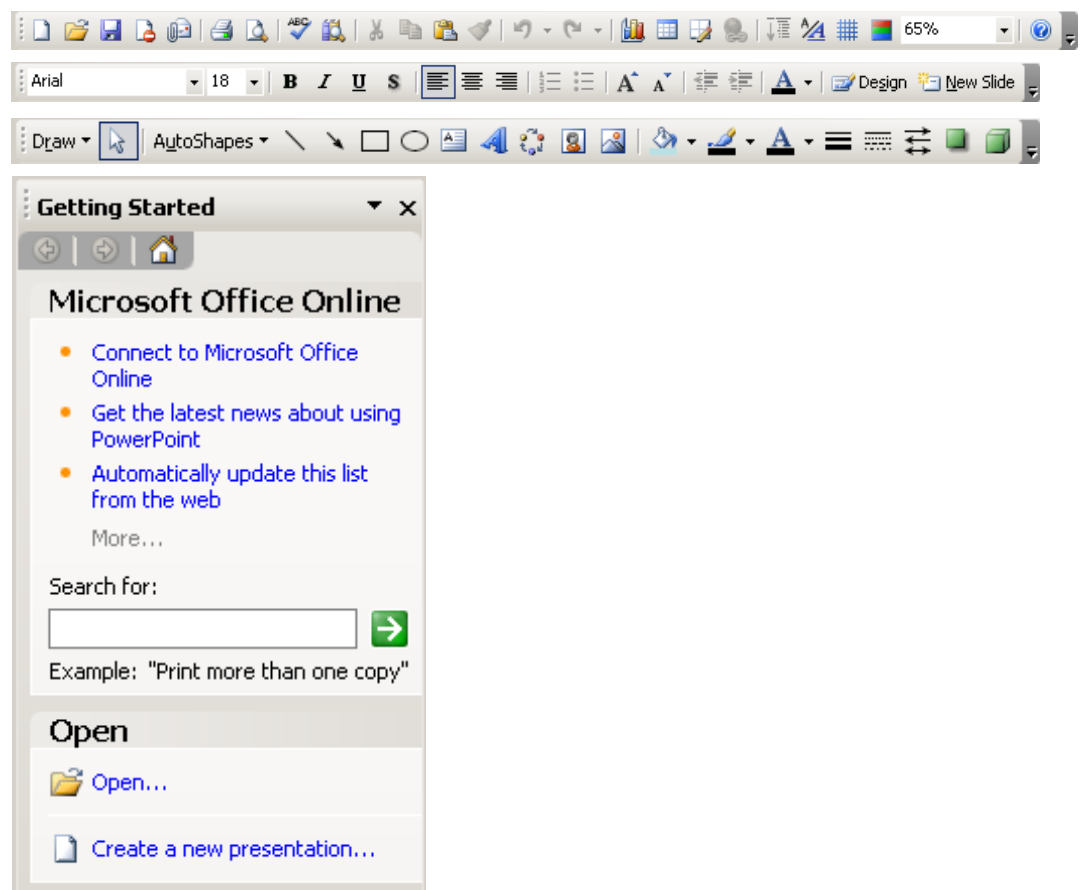 ABC 65%
Arial 18 B I U S A A A Design New Slide
Draw AutoShapes A
Getting Started
Microsoft Office Online
Connect to Microsoft Office
Online
Get the latest news about using
PowerPoint
Automatically update this list
from the web
More...
Search for:
Example: "Print more than one copy"
Open
Open...
Create a new presentation...